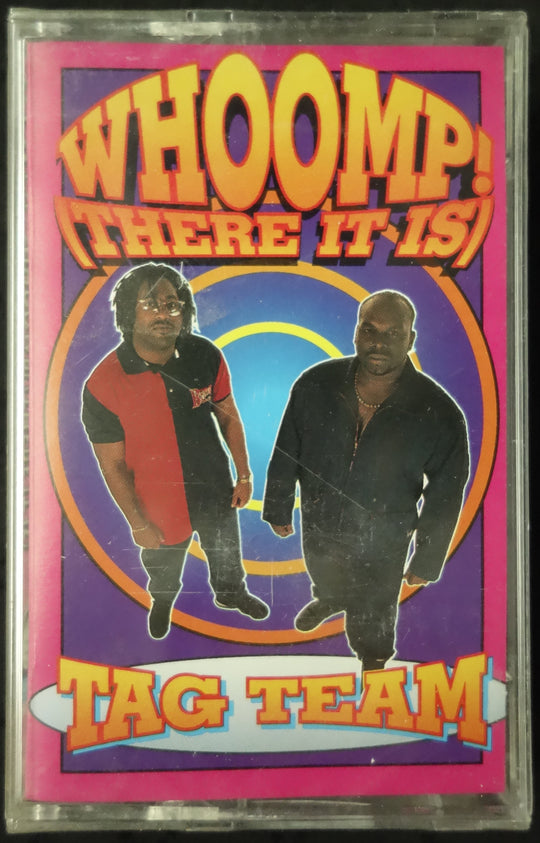 WHOOMP!
(THERE IT IS)
TAG TEAM